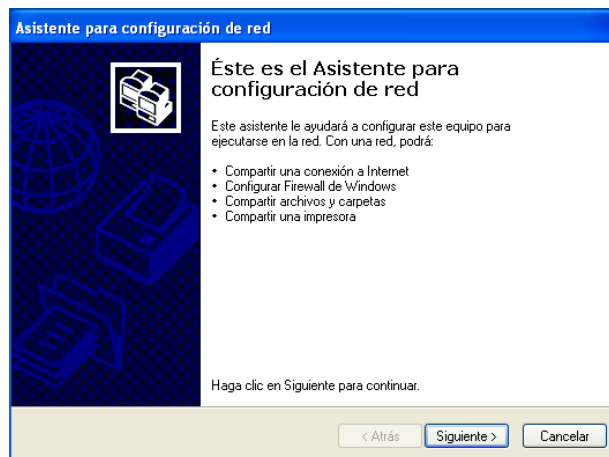 Asistente para configuración de red
Éste es el Asistente para
configuración de red
Este asistente le ayudará a configurar este equipo para
ejecutarse en la red. Con una red, podrá:
• Compartir una conexión a Internet
• Configurar Firewall de Windows
• Compartir archivos y carpetas
• Compartir una impresora
Haga clic en Siguiente para continuar.
< Atrás Siguiente > Cancelar